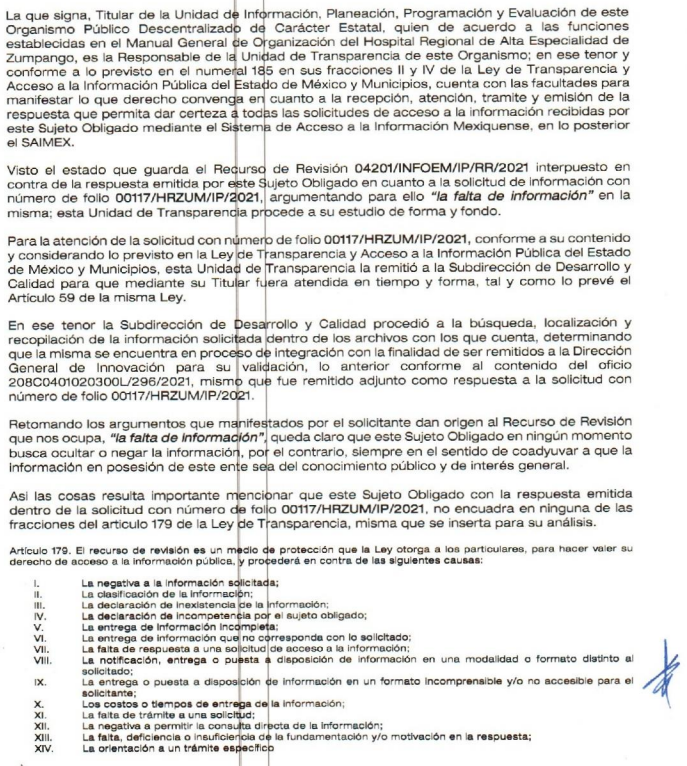 La que signa, Titular de la Unidad de Información, Planeación, Programación y Evaluación de este
Organismo Público Descentralizado de Carácter Estatal, quien de acuerdo a las funciones
establecidas en el Manual General de Organización del Hospital Regional de Alta Especialidad de
Zumpango, es la Responsable de la Unidad de Transparencia de este Organismo; en ese tenor y
conforme a lo previsto en el numeral 185 en sus fracciones II y IV de la Ley de Transparencia y
Acceso a la Información Pública del Estado de México y Municipios, cuenta con las facultades para
manifestar lo que derecho convenga en cuanto a la recepción, atención, tramite y emisión de la
respuesta que permita dar certeza a todas las solicitudes de acceso a la información recibidas por
este Sujeto Obligado mediante el Sistema de Acceso a la Información Mexiquense, en lo posterior
el SAIMEX.
Visto el estado que guarda el Recurso de Revisión 04201/INFOEM/IP/RR/2021 interpuesto en
contra de la respuesta emitida por este Sujeto Obligado en cuanto a la solicitud de información con
número de folio 00117/HRZUM/IP/2021, argumentando para ello "la falta de información" en la
misma; esta Unidad de Transparencia procede a su estudio de forma y fondo.
Para la atención de la solicitud con número de folio 00117/HRZUM/IP/2021, conforme a su contenido
y considerando lo previsto en la Ley de Transparencia y Acceso a la Información Pública del Estado
de México y Municipios, esta Unidad de Transparencia la remitió a la Subdirección de Desarrollo y
Calidad para que mediante su Titular fuera atendida en tiempo y forma, tal y como lo prevé el
Artículo 59 de la misma Ley.
En ese tenor la Subdirección de Desarrollo y Calidad procedió a la búsqueda, localización y
recopilación de la información solicitada dentro de los archivos con los que cuenta, determinando
que la misma se encuentra en proceso de integración con la finalidad de ser remitidos a la Dirección
General de Innovación para su validación, lo anterior conforme al contenido del oficio
208C0401020300L/296/2021, mismo que fue remitido adjunto como respuesta a la solicitud con
número de folio 00117/HRZUM/IP/2021.
Retomando los argumentos que manifestados por el solicitante dan origen al Recurso de Revisión
que nos ocupa, "la falta de información", queda claro que este Sujeto Obligado en ningún momento
busca ocultar o negar la información, por el contrario, siempre en el sentido de coadyuvar a que la
información en posesión de este ente sea del conocimiento público y de interés general.
Asi las cosas resulta importante mencionar que este Sujeto Obligado con la respuesta emitida
dentro de la solicitud con número de folio 00117/HRZUM/IP/2021, no encuadra en ninguna de las
fracciones del articulo 179 de la Ley de Transparencia, misma que se inserta para su análisis.
Artículo 179. El recurso de revisión es un medio de protección que la Ley otorga a los particulares, para hacer valer su
derecho de acceso a la información pública, y procederá en contra de las siguientes causas:
I. La negativa a la información solicitada;
II. La clasificación de la información;
III. La declaración de inexistencia de la información;
IV. La declaración de incompetencia por el sujeto obligado;
V. La entrega de información incompleta;
VI. La entrega de información que no corresponda con lo solicitado;
VII. La falta de respuesta a una solicitud de acceso a la información;
VIII. La notificación, entrega o puesta a disposición de información en una modalidad o formato distinto al
solicitado;
IX. La entrega o puesta a disposición de información en un formato incomprensible y/o no accesible para el
solicitante;
X. Los costos o tiempos de entrega de la información;
XI. La falta de trámite a una solicitud;
XII. La negativa a permitir la consulta directa de la información;
XIII. La falta, deficiencia o insuficiencia de la fundamentación y/o motivación en la respuesta;
XIV. La orientación a un trámite específico